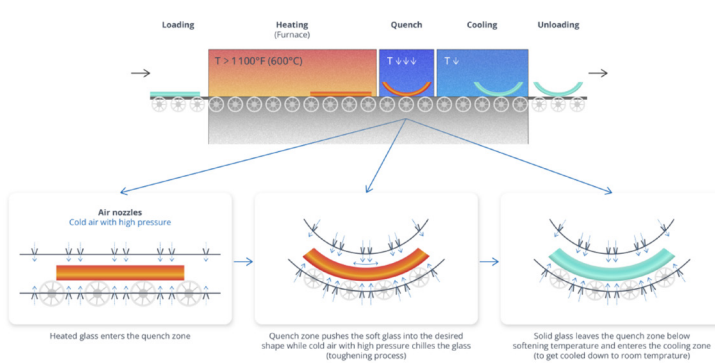 Loading
Heating
(Furnace)
Quench
Cooling
Unloading
T > 1100°F (600°C)
T ↓↓↓
T ↓
Air nozzles
Cold air with high pressure
Heated glass enters the quench zone
Quench zone pushes the soft glass into the desired
shape while cold air with high pressure chilles the glass
(toughening process)
Solid glass leaves the quench zone below
softening temperature and enteres the cooling zone
(to get cooled down to room temprature)